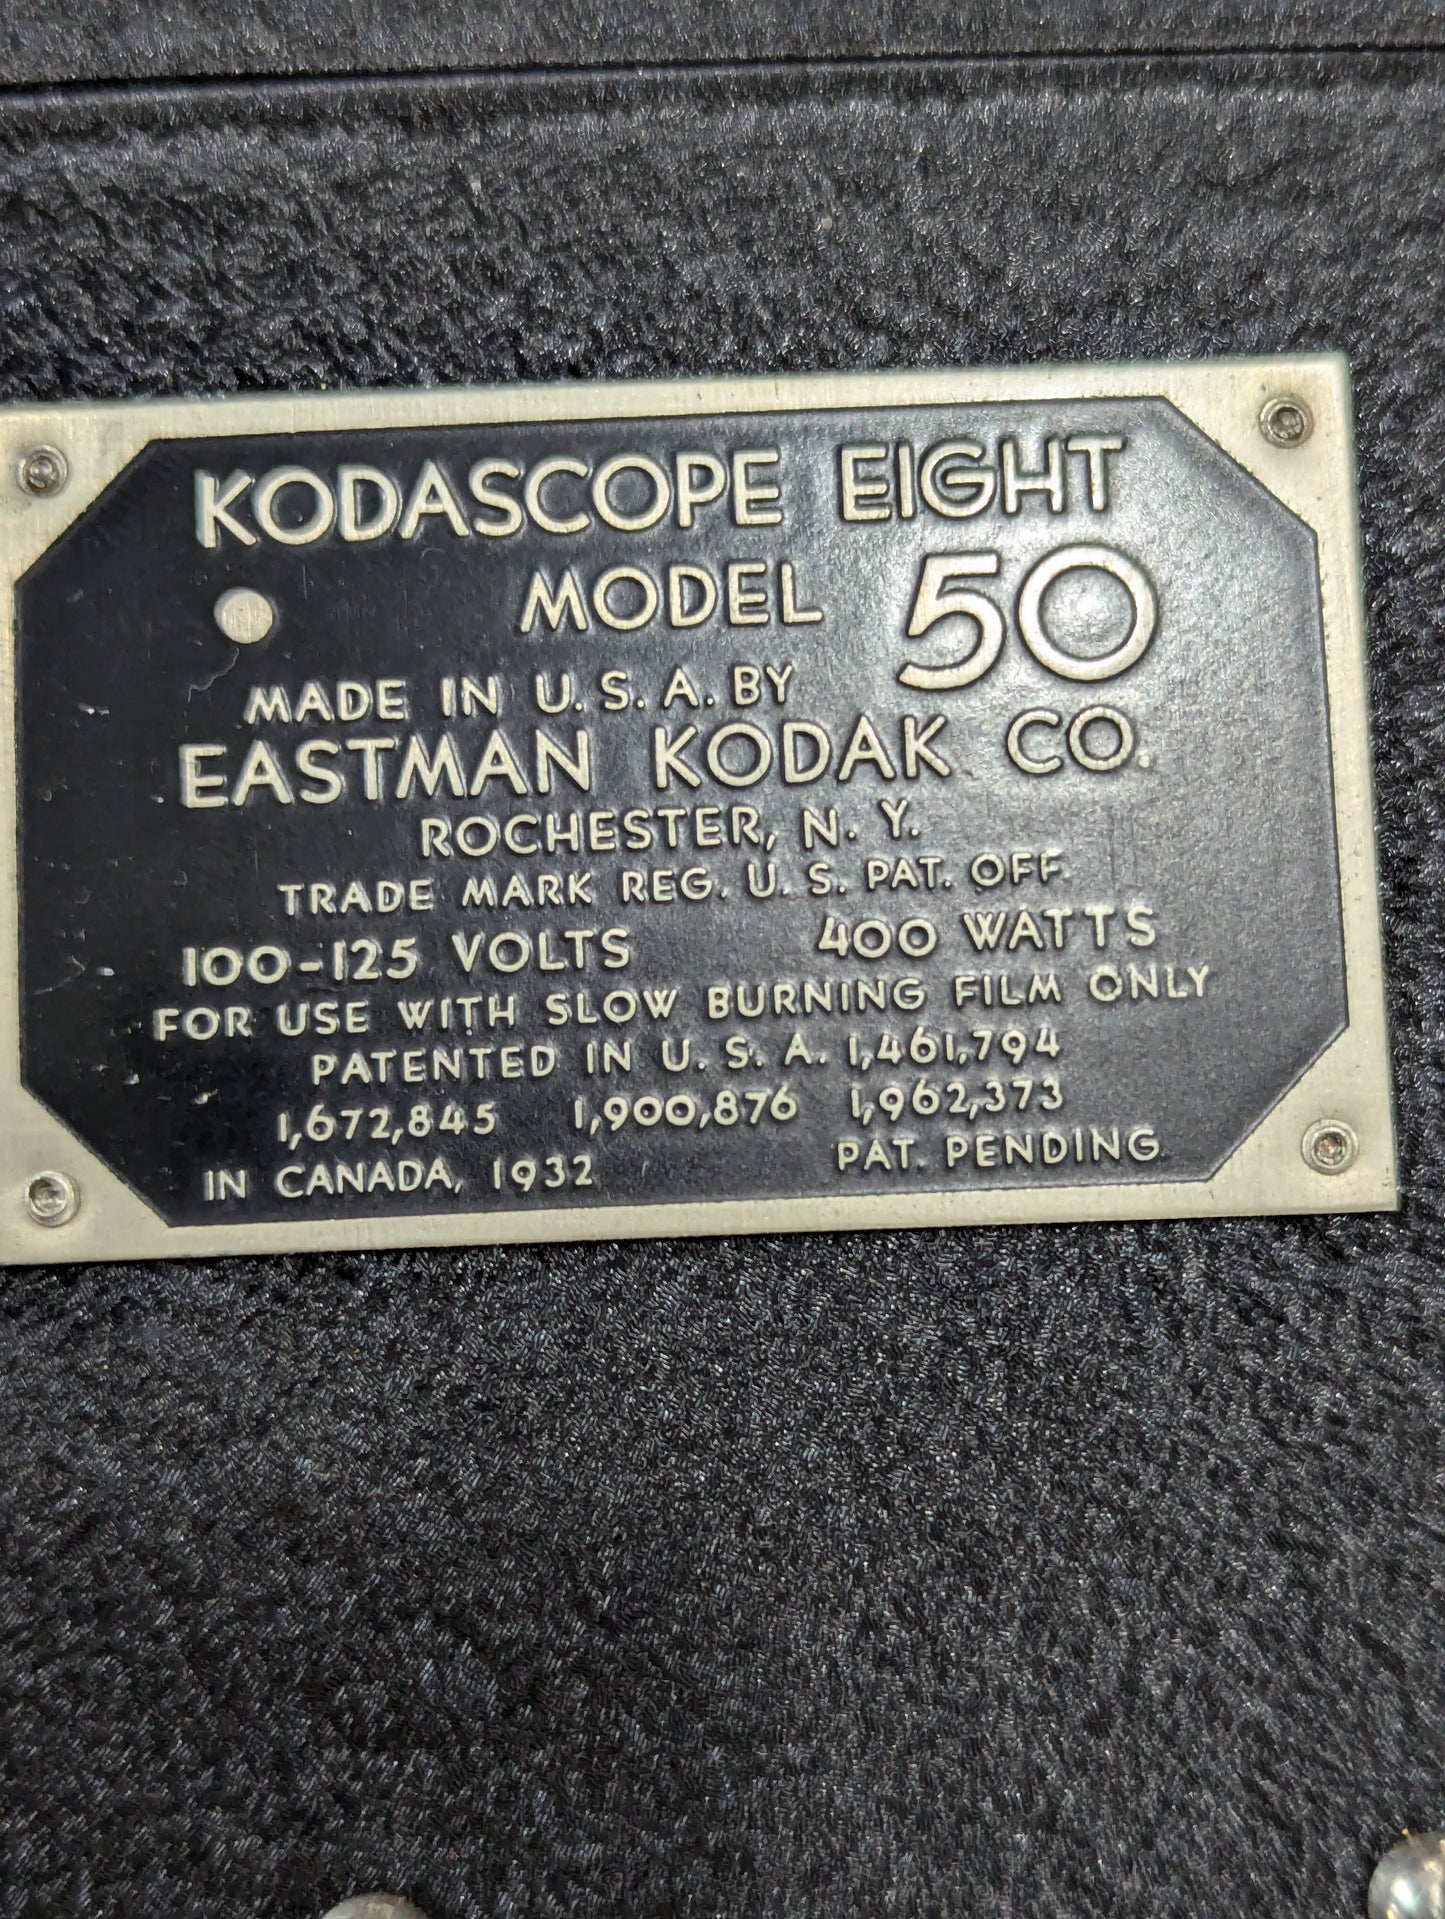 KODASCOPE EIGHT
MODEL 50
MADE IN U. S. A. BY
EASTMAN KODAK CO.
ROCHESTER, N. Y.
TRADE MARK REG. U. S. PAT. OFF.
100-125 VOLTS 400 WATTS
FOR USE WITH SLOW BURNING FILM ONLY
PATENTED IN U. S. A. 1,461,794
1,672,845 1,900,876 1,962,373
IN CANADA, 1932 PAT. PENDING